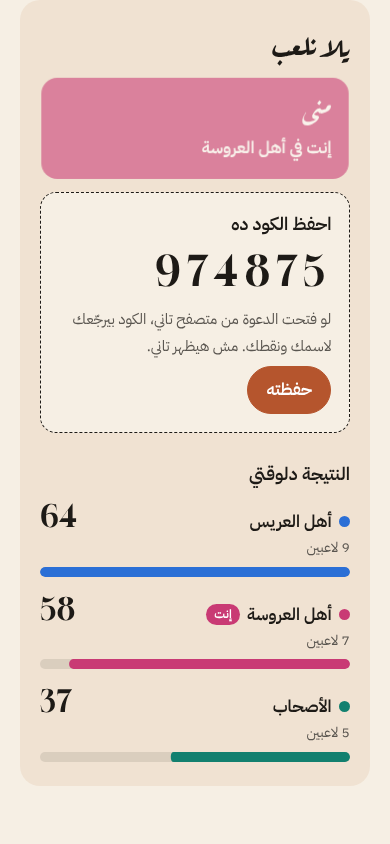 يلا نلعب
منى
إنت في أهل العروسة
احفظ الكود ده
974875
لو فتحت الدعوة من متصفح تاني، الكود بيرجّعك
لاسمك ونقطك. مش هيظهر تاني.
حفظته
النتيجة دلوقتي
أهل العريس 64
9 لاعبين
أهل العروسة إنت 58
7 لاعبين
الأصحاب 37
5 لاعبين